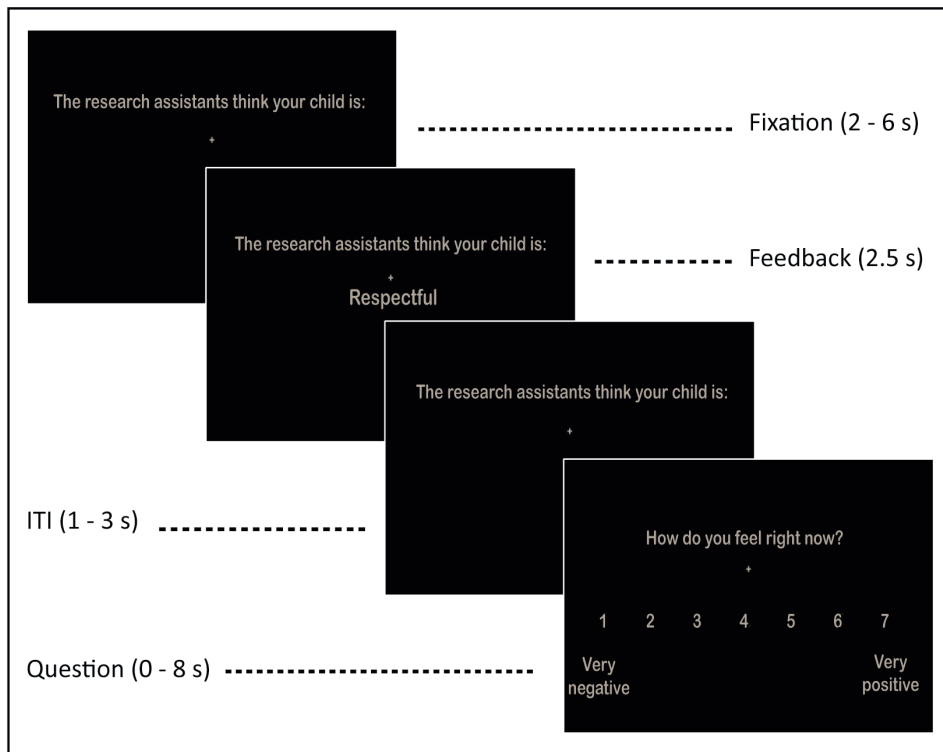 The research assistants think your child is:
+
Fixation (2 - 6 s)
The research assistants think your child is:
+
Respectful
Feedback (2.5 s)
The research assistants think your child is:
+
ITI (1 - 3 s)
How do you feel right now?
+
1 2 3 4 5 6 7
Very negative
Very positive
Question (0 - 8 s)